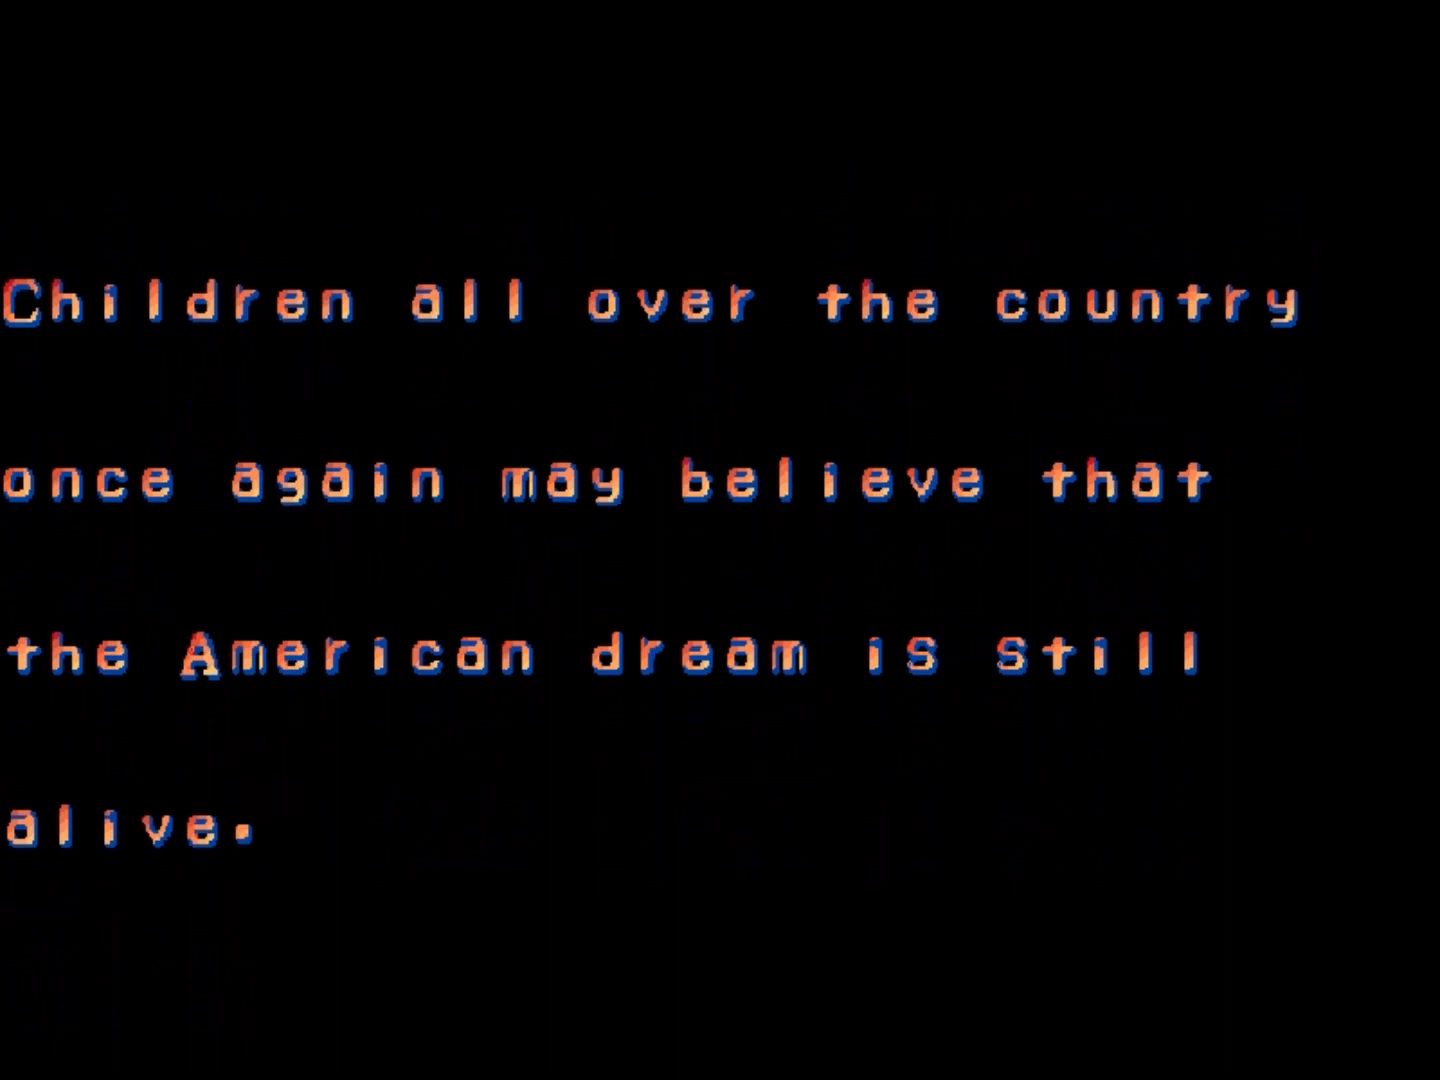 Children all over the country
once again may believe that
the American dream is still
alive.